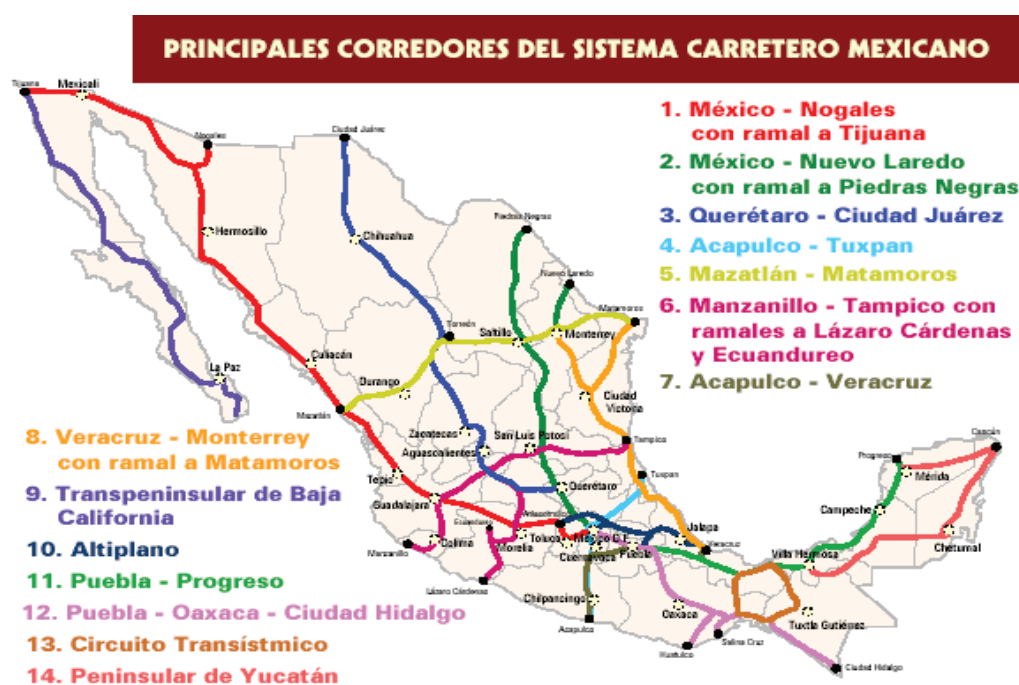 PRINCIPALES CORREDORES DEL SISTEMA CARRETERO MEXICANO
1. México - Nogales
con ramal a Tijuana
2. México - Nuevo Laredo
con ramal a Piedras Negras
3. Querétaro - Ciudad Juárez
4. Acapulco - Tuxpan
5. Mazatlán - Matamoros
6. Manzanillo - Tampico con
ramales a Lázaro Cárdenas
y Ecuandureo
7. Acapulco - Veracruz
8. Veracruz - Monterrey
con ramal a Matamoros
9. Transpeninsular de Baja
California
10. Altiplano
11. Puebla - Progreso
12. Puebla - Oaxaca - Ciudad Hidalgo
13. Circuito Transístmico
14. Peninsular de Yucatán
Tijuana
Mexicali
Nogales
Ciudad Juárez
Hermosillo
Chihuahua
Piedras Negras
Nuevo Laredo
Matamoros
Torreón
Saltillo
Monterrey
Culiacán
La Paz
Durango
Ciudad
Victoria
Mazatlán
Zacatecas
San Luis Potosí
Aguascalientes
Tampico
Tepic
Tuxpan
Querétaro
Guadalajara
Toluca
México D.F.
Jalapa
Veracruz
Manzanillo
Colima
Morelia
Cuernavaca
Puebla
Lázaro Cárdenas
Chilpancingo
Acapulco
Oaxaca
Huatulco
Salina Cruz
Tuxtla Gutiérrez
Ciudad Hidalgo
Villa Hermosa
Campeche
Progreso
Mérida
Cancún
Chetumal